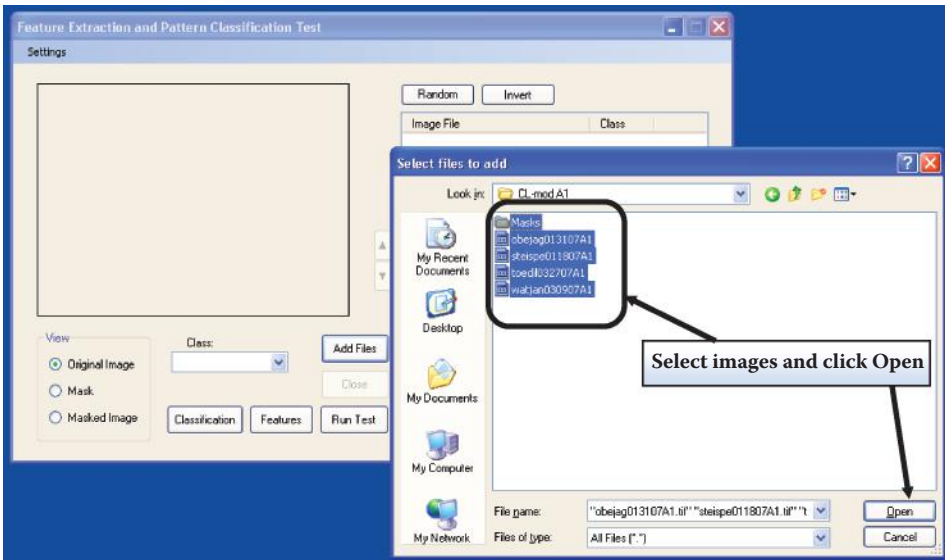 Feature Extraction and Pattern Classification Test
Settings
Random Invert
Image File Class
Select files to add
Look in: CL-mod A1
Masks
obejag013107A1
steispe011807A1
toedil032707A1
watjan030907A1
My Recent
Documents
Desktop
My Documents
My Computer
My Network
View
Original Image
Mask
Masked Image
Class:
Add Files
Close
Classification Features Run Test
Select images and click Open
File name: "obejag013107A1.tif" "steispe011807A1.tif" "t
Open
Files of type: All Files (*.*)
Cancel